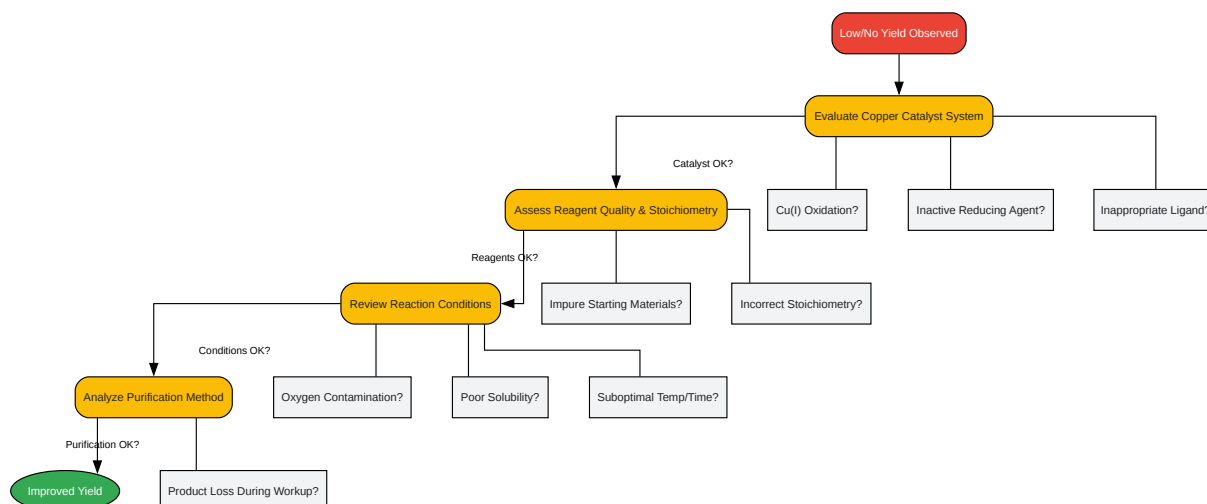 Low/No Yield Observed
Evaluate Copper Catalyst System
Catalyst OK?
Assess Reagent Quality & Stoichiometry
Cu(I) Oxidation?
Inactive Reducing Agent?
Inappropriate Ligand?
Reagents OK?
Review Reaction Conditions
Impure Starting Materials?
Incorrect Stoichiometry?
Conditions OK?
Analyze Purification Method
Oxygen Contamination?
Poor Solubility?
Suboptimal Temp/Time?
Purification OK?
Improved Yield
Product Loss During Workup?